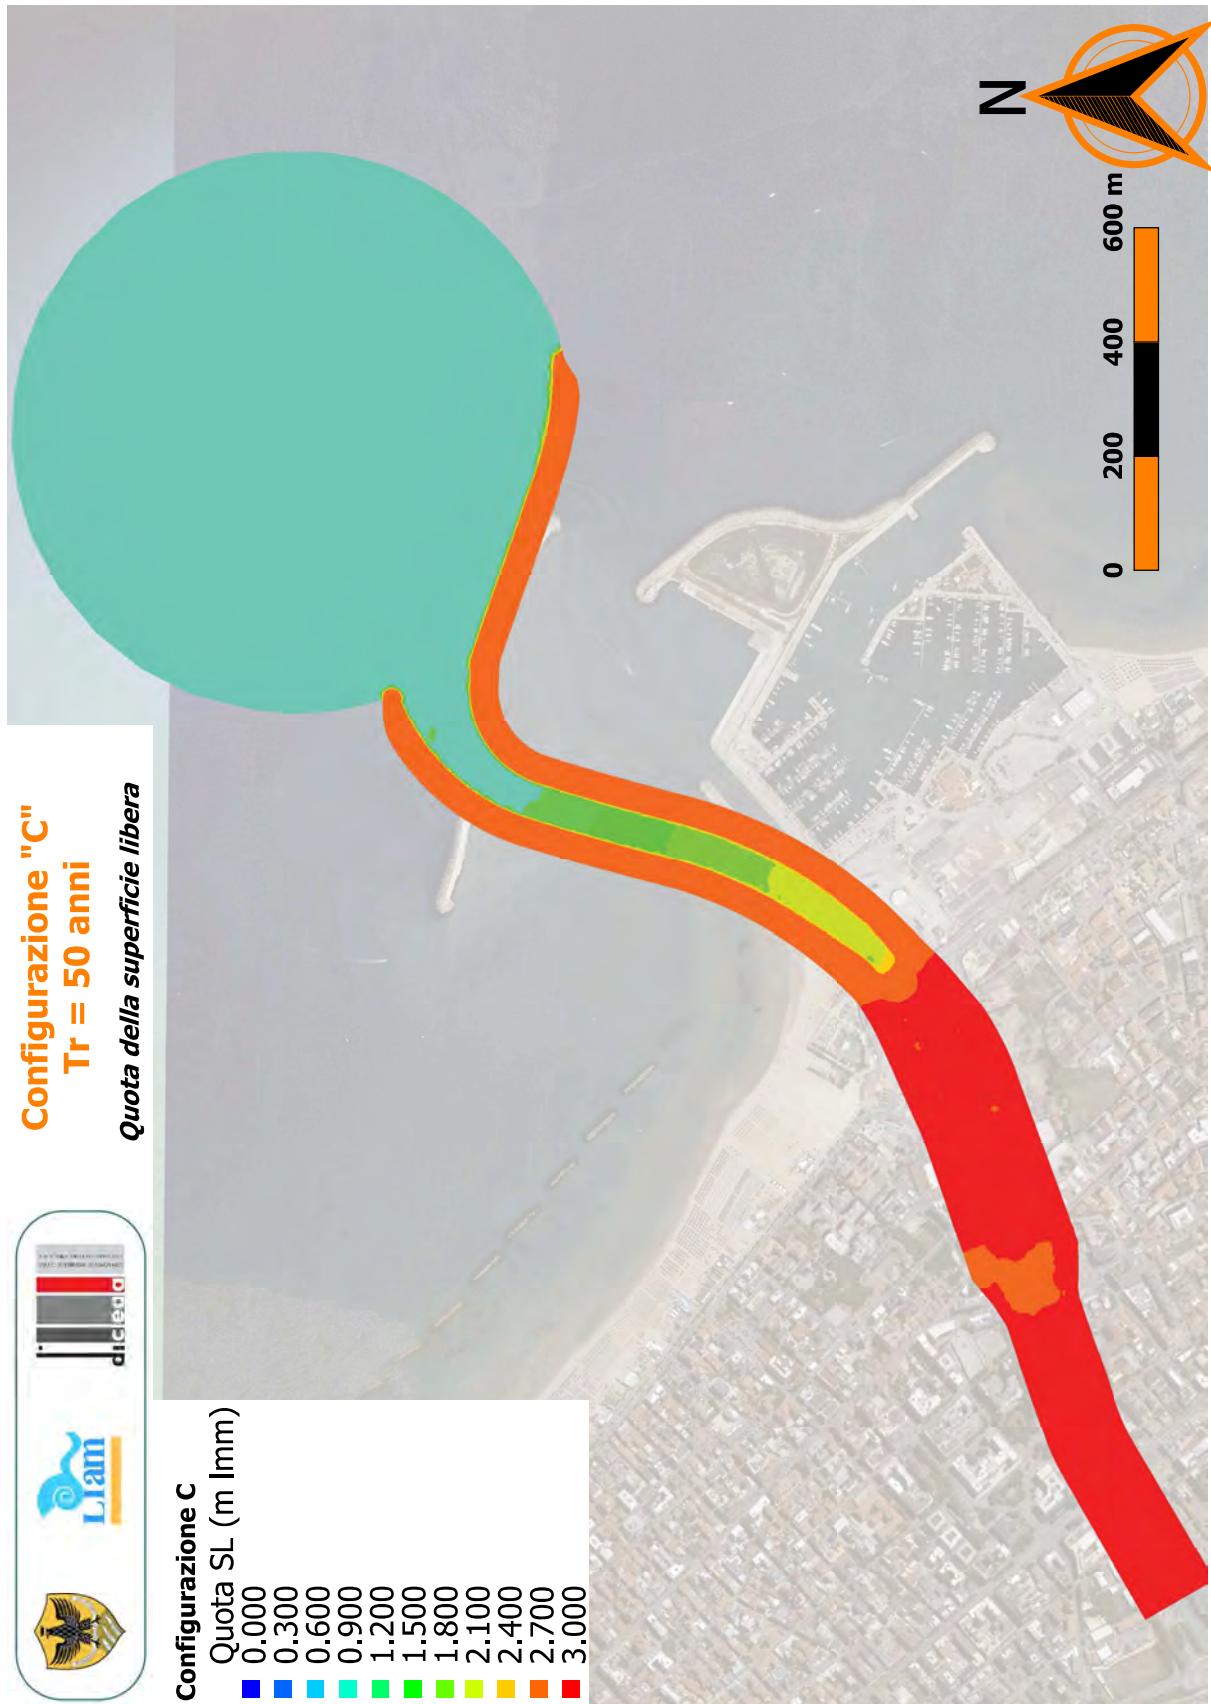 Configurazione "C"
Tr = 50 anni
Quota della superficie libera
LIam
diceaa
Configurazione C
Quota SL (m lmm)
0.000
0.300
0.600
0.900
1.200
1.500
1.800
2.100
2.400
2.700
3.000
N
0 200 400 600 m